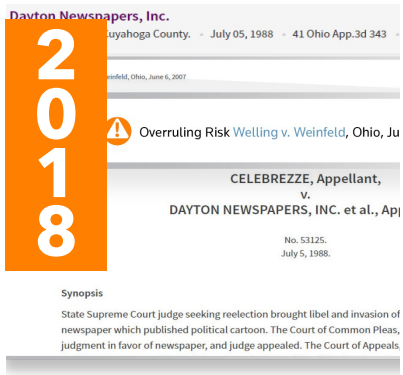 Dayton Newspapers, Inc.
Cuyahoga County. July 05, 1988 41 Ohio App.3d 343
2018
Weinfeld, Ohio, June 6, 2007
Overruling Risk Welling v. Weinfeld, Ohio, Ju
CELEBREZZE, Appellant,
v.
DAYTON NEWSPAPERS, INC. et al., App
No. 53125.
July 5, 1988.
Synopsis
State Supreme Court judge seeking reelection brought libel and invasion of
newspaper which published political cartoon. The Court of Common Pleas,
judgment in favor of newspaper, and judge appealed. The Court of Appeals,